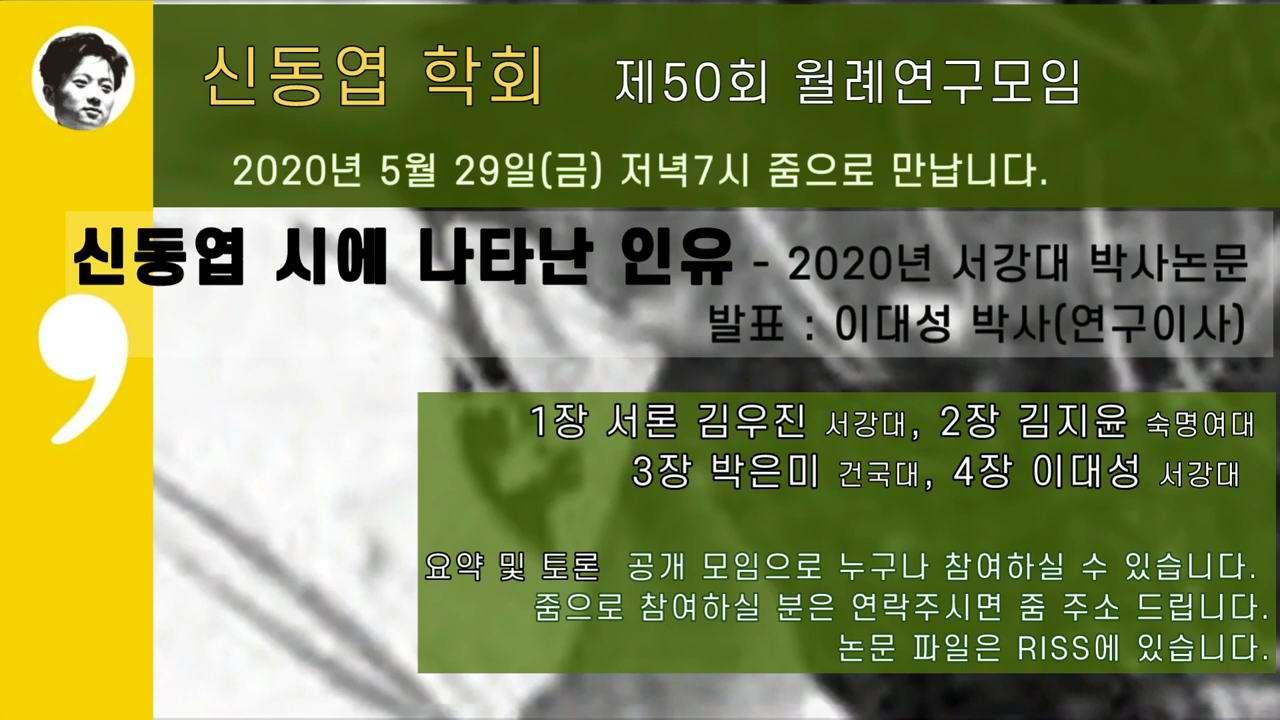 신동엽 학회 제50회 월례연구모임
2020년 5월 29일(금) 저녁7시 줌으로 만납니다.
신동엽 시에 나타난 인유 - 2020년 서강대 박사논문
발표 : 이대성 박사(연구이사)
1장 서론 김우진 서강대, 2장 김지윤 숙명여대
3장 박은미 건국대, 4장 이대성 서강대
요약 및 토론 공개 모임으로 누구나 참여하실 수 있습니다.
줌으로 참여하실 분은 연락주시면 줌 주소 드립니다.
논문 파일은 RISS에 있습니다.